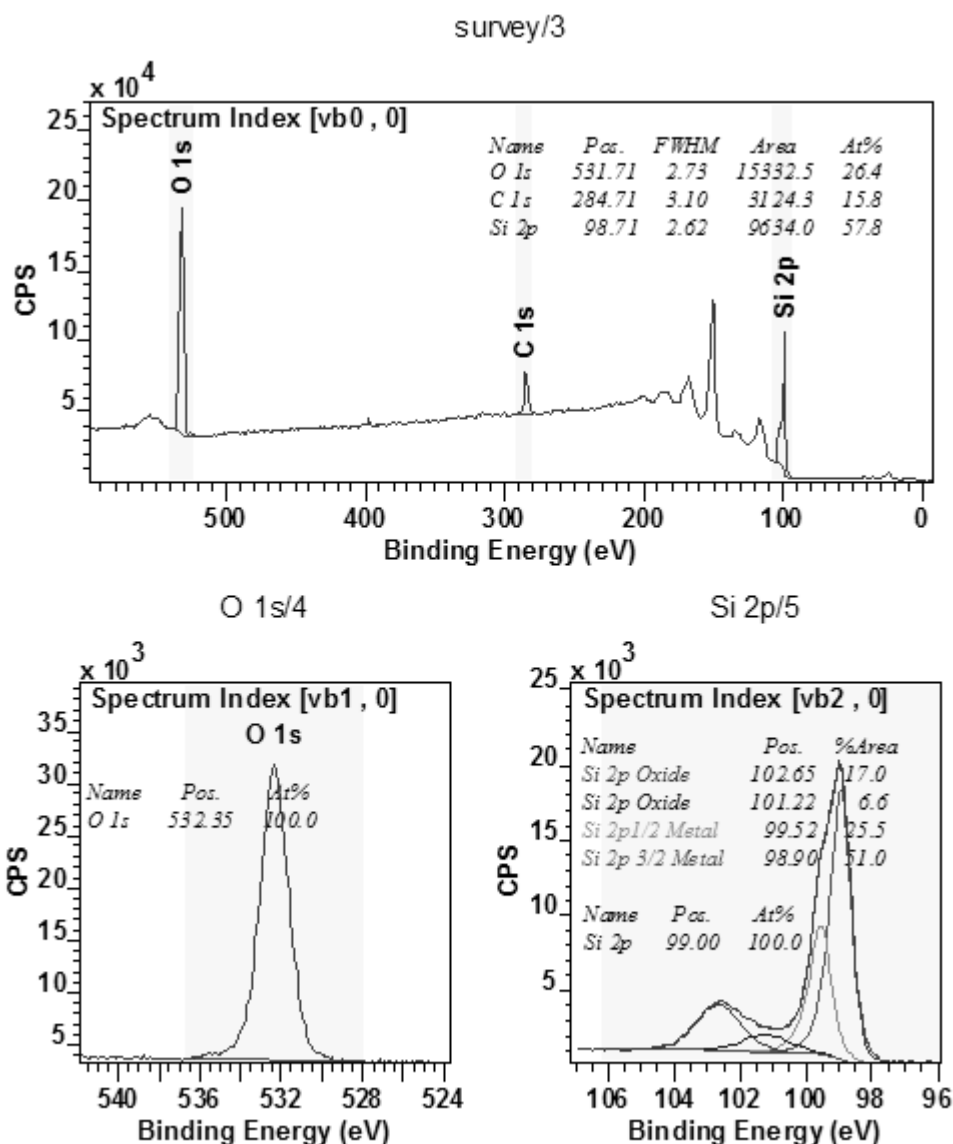 survey/3
x 10^4
Spectrum Index [vb0 , 0]
Name Pos. FWHM Area At%
O 1s 531.71 2.73 15332.5 26.4
C 1s 284.71 3.10 3124.3 15.8
Si 2p 98.71 2.62 9634.0 57.8
O 1s
C 1s
Si 2p
25
20
15
10
5
CPS
500 400 300 200 100 0
Binding Energy (eV)
O 1s/4
x 10^3
Spectrum Index [vb1 , 0]
O 1s
Name Pos. At%
O 1s 532.35 100.0
35
30
25
20
15
10
5
CPS
540 536 532 528 524
Binding Energy (eV)
Si 2p/5
x 10^3
Spectrum Index [vb2 , 0]
Name Pos. %Area
Si 2p Oxide 102.65 17.0
Si 2p Oxide 101.22 6.6
Si 2p1/2 Metal 99.52 25.5
Si 2p 3/2 Metal 98.90 51.0
Name Pos. At%
Si 2p 99.00 100.0
25
20
15
10
5
CPS
106 104 102 100 98 96
Binding Energy (eV)